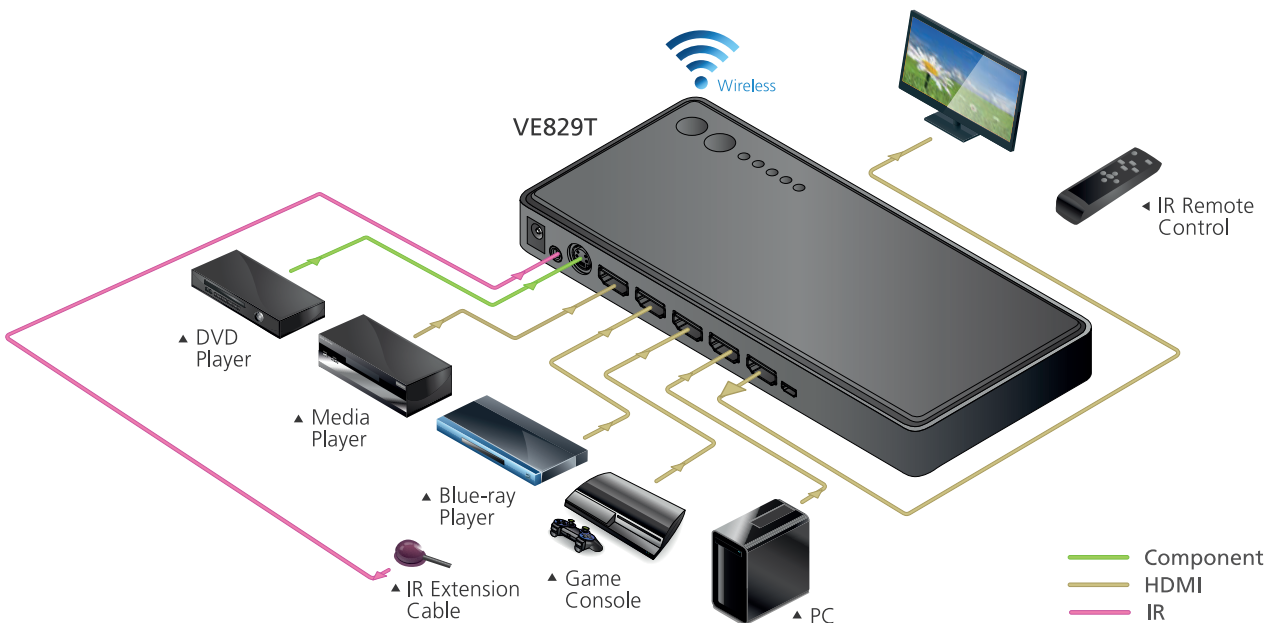 Wireless
VE829T
◂ IR Remote
Control
▴ DVD
Player
▴ Media
Player
▴ Blue-ray
Player
▴ IR Extension
Cable
▴ Game
Console
▴ PC
Component
HDMI
IR